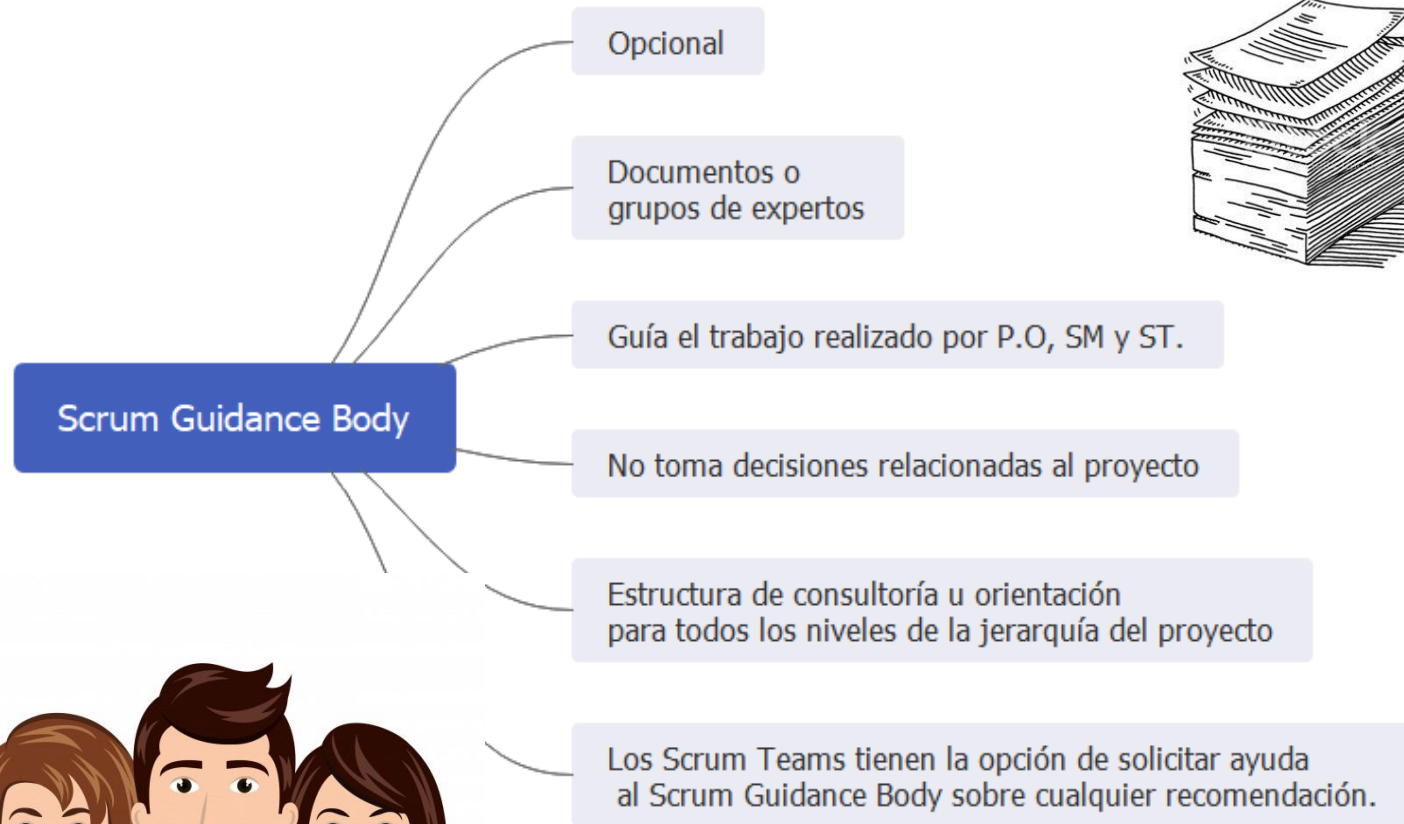 Opcional
Documentos o
grupos de expertos
Guía el trabajo realizado por P.O, SM y ST.
Scrum Guidance Body
No toma decisiones relacionadas al proyecto
Estructura de consultoría u orientación
para todos los niveles de la jerarquía del proyecto
Los Scrum Teams tienen la opción de solicitar ayuda
al Scrum Guidance Body sobre cualquier recomendación.